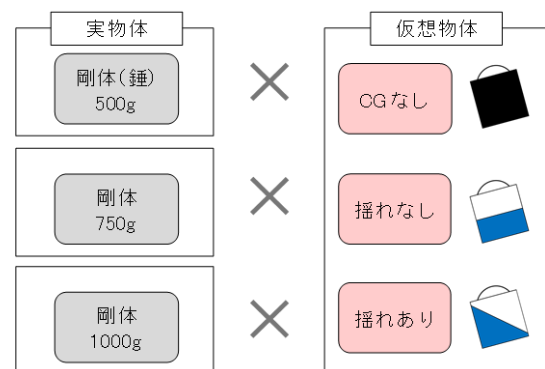 実物体
剛体(錘)
500g
剛体
750g
剛体
1000g
仮想物体
CGなし
揺れなし
揺れあり